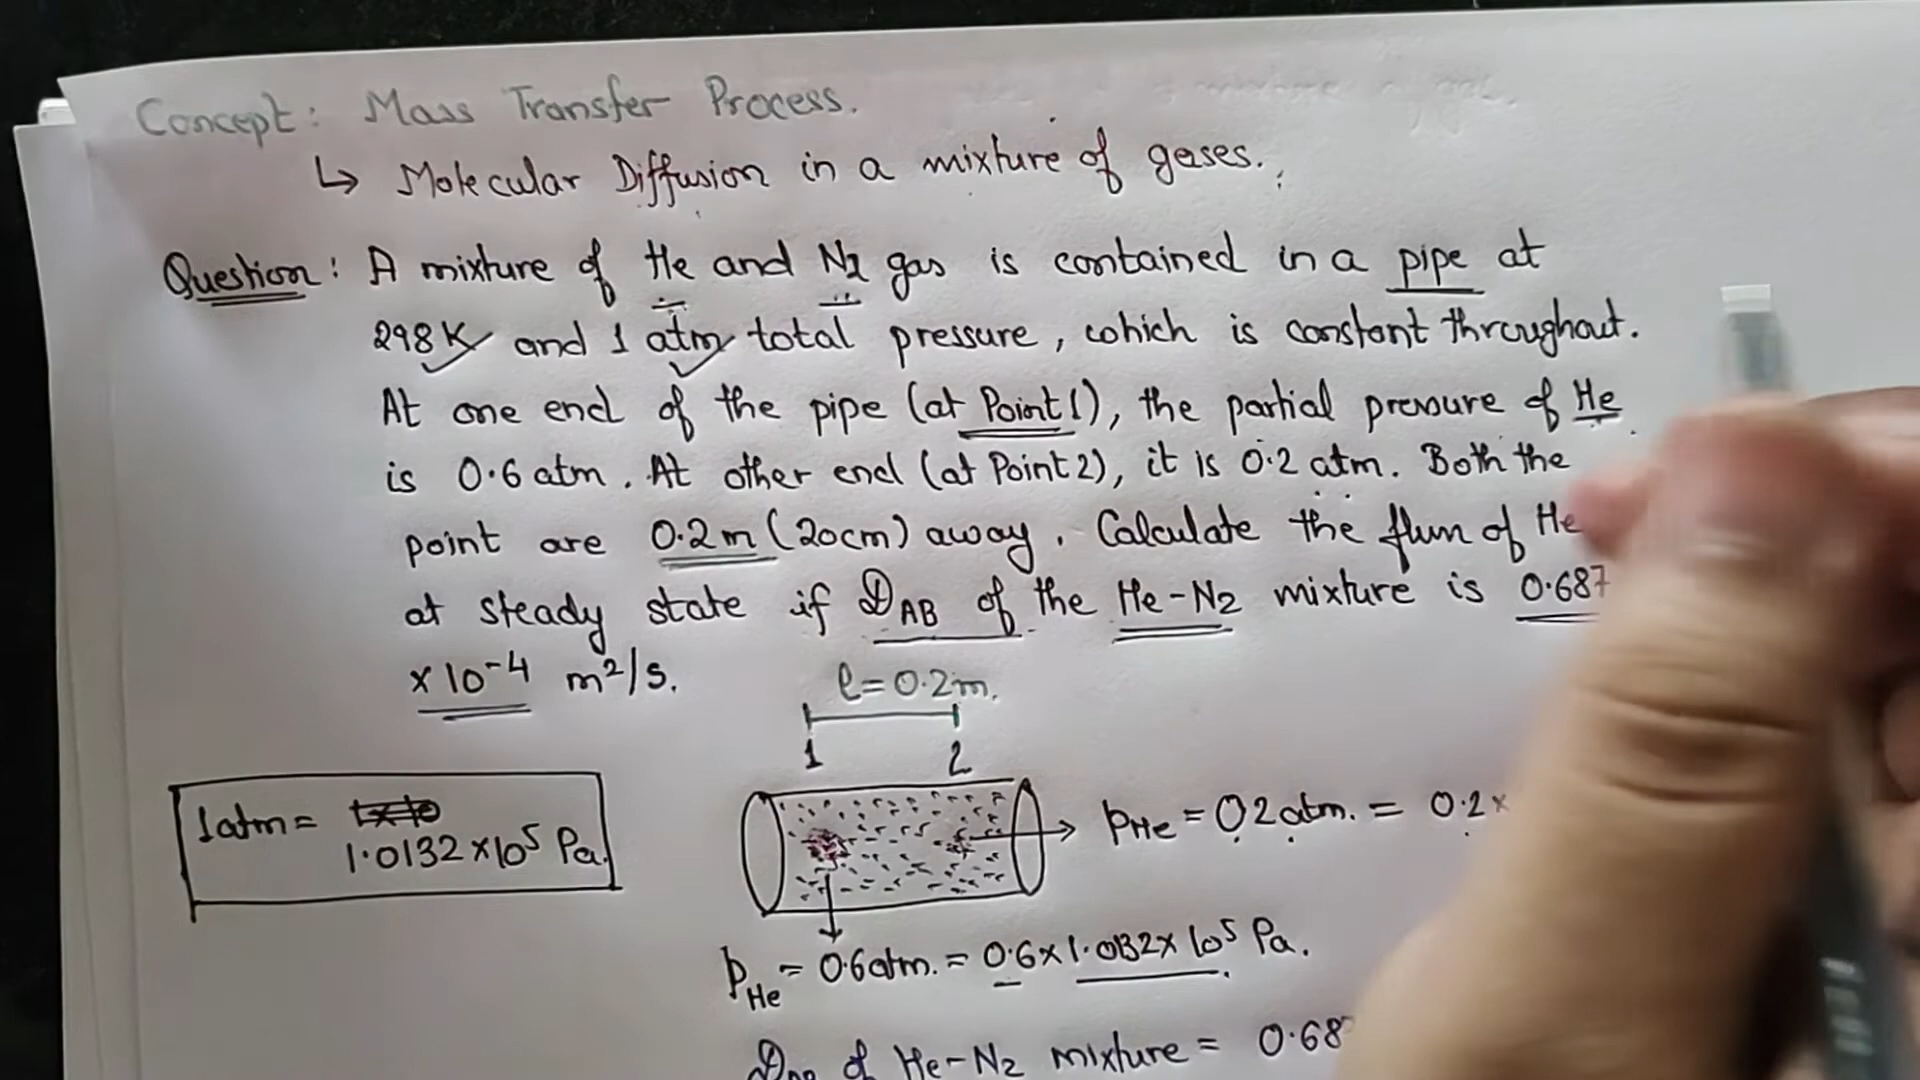 Concept: Mass Transfer Process.
↳ Molecular Diffusion in a mixture of gases.
Question: A mixture of He and N2 gas is contained in a pipe at
298K and 1 atm total pressure, which is constant throughout.
At one end of the pipe (at Point 1), the partial pressure of He
is 0.6 atm. At other end (at Point 2), it is 0.2 atm. Both the
point are 0.2m (20cm) away. Calculate the flux of He
at steady state if DAB of the He-N2 mixture is 0.687
× 10⁻⁴ m²/s.
l = 0.2m.
1 2
1atm =
1.0132×10⁵ Pa.
PHe = 0.2 atm. = 0.2×
PHe = 0.6 atm. = 0.6×1.0132×10⁵ Pa.
of He-N2 mixture = 0.68